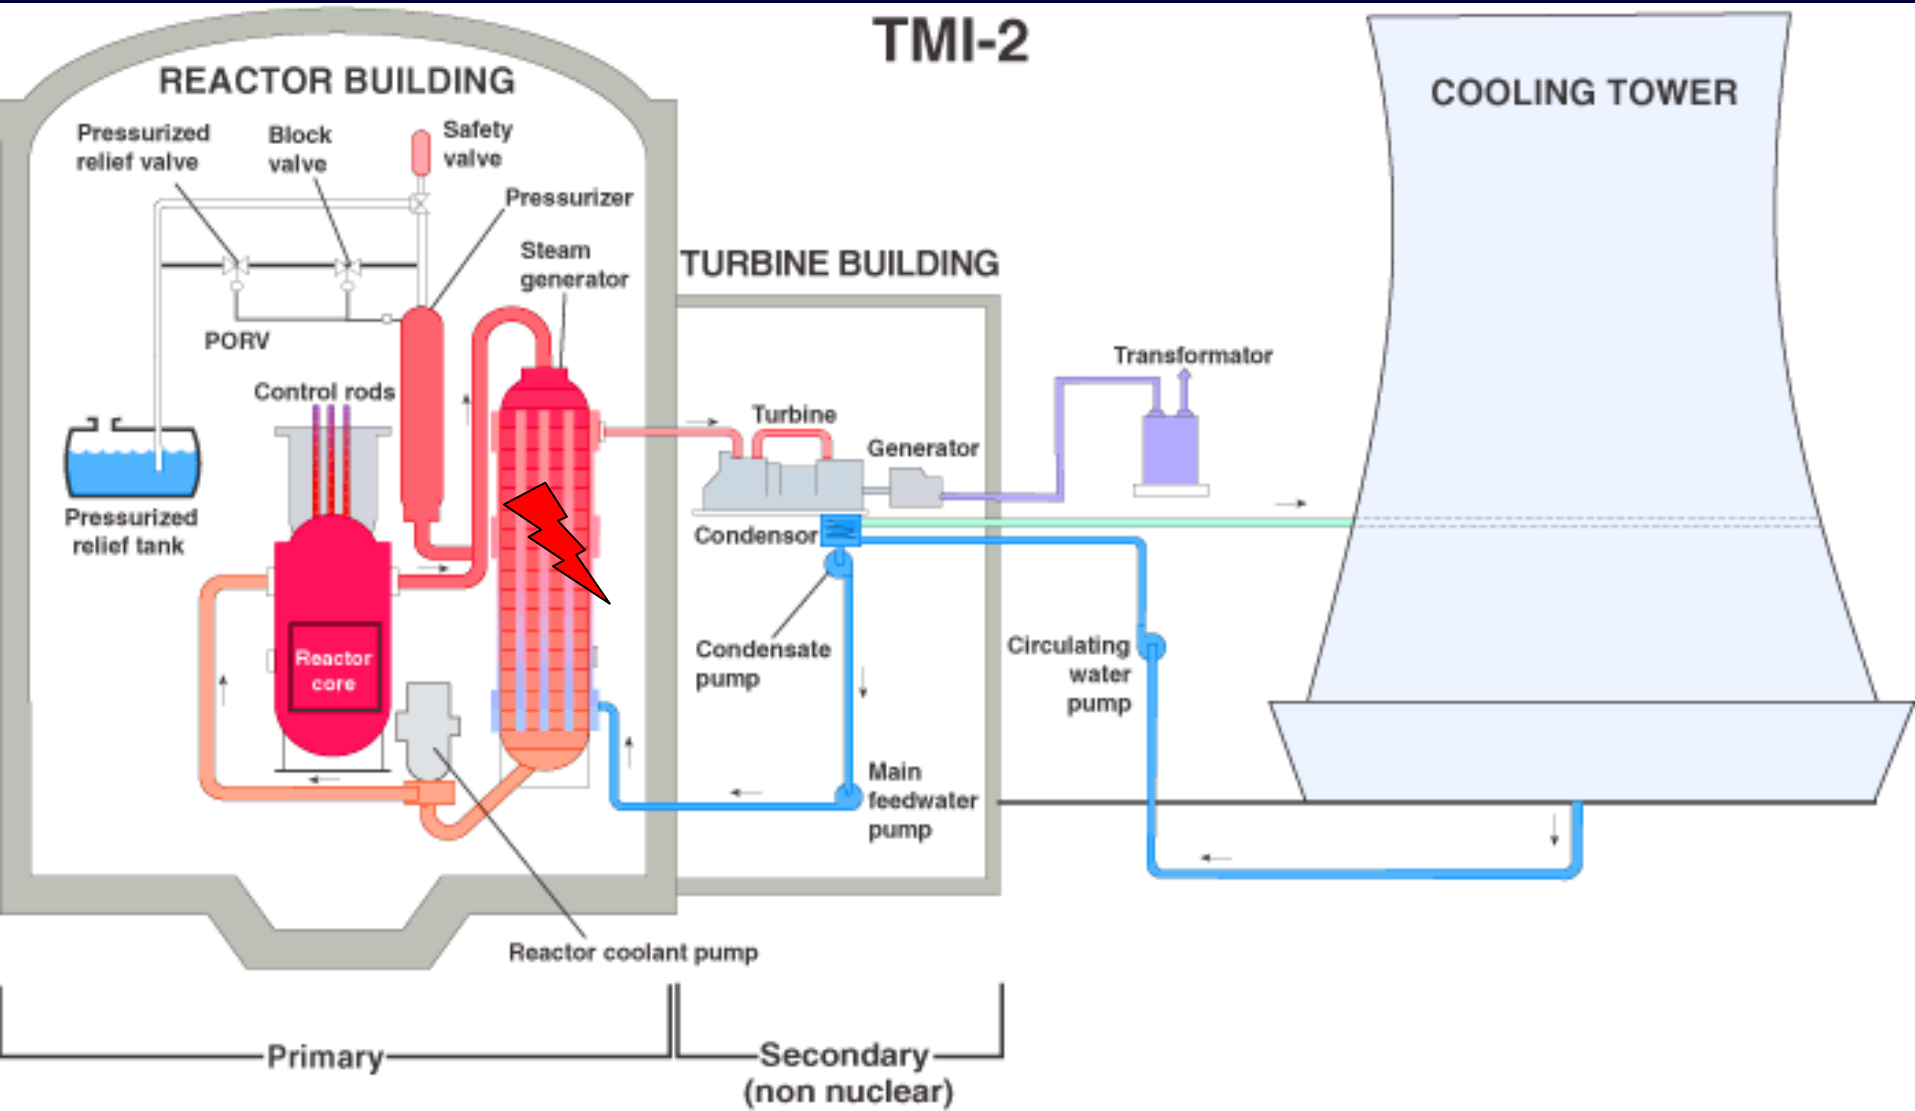 TMI-2
REACTOR BUILDING
COOLING TOWER
Pressurized
relief valve
Block
valve
Safety
valve
Pressurizer
Steam
generator
TURBINE BUILDING
PORV
Control rods
Transformator
Turbine
Generator
Pressurized
relief tank
Condensor
Reactor
core
Condensate
pump
Circulating
water
pump
Main
feedwater
pump
Reactor coolant pump
Primary
Secondary
(non nuclear)